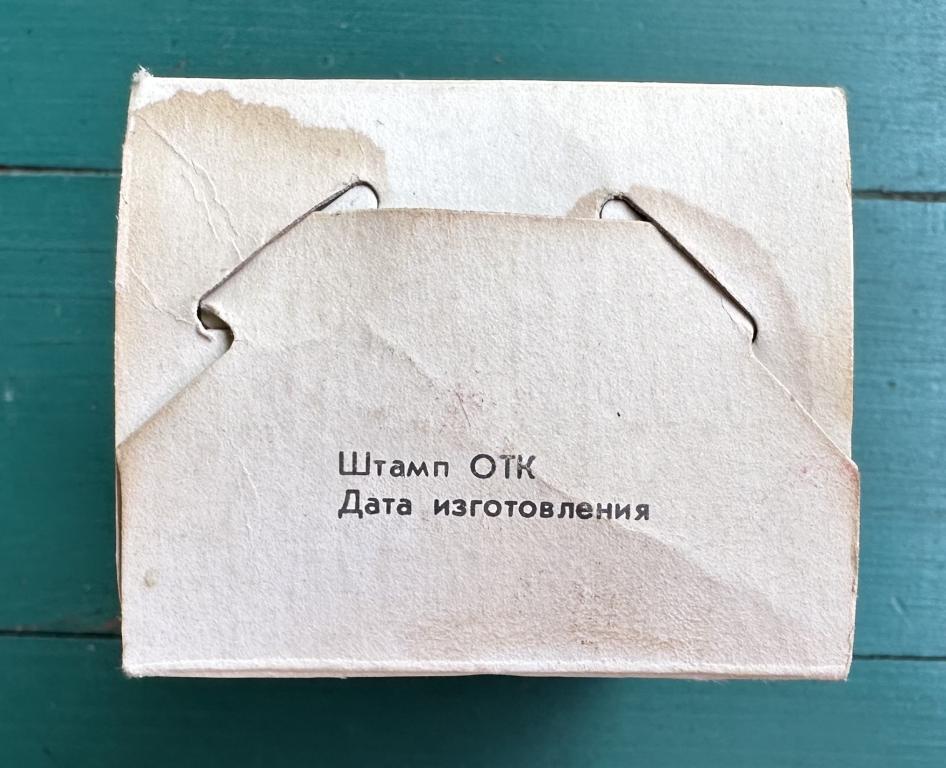 Штамп ОТК
Дата изготовления